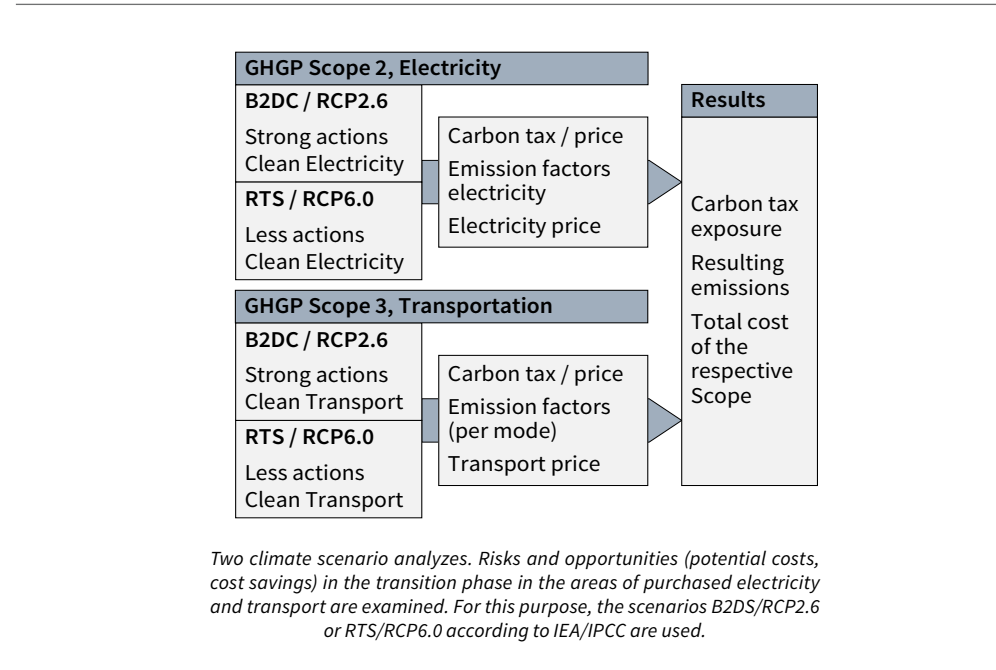 GHGP Scope 2, Electricity
B2DC / RCP2.6
Strong actions
Clean Electricity
RTS / RCP6.0
Less actions
Clean Electricity
Carbon tax / price
Emission factors
electricity
Electricity price
GHGP Scope 3, Transportation
B2DC / RCP2.6
Strong actions
Clean Transport
RTS / RCP6.0
Less actions
Clean Transport
Carbon tax / price
Emission factors
(per mode)
Transport price
Results
Carbon tax
exposure
Resulting
emissions
Total cost
of the
respective
Scope
Two climate scenario analyzes. Risks and opportunities (potential costs,
cost savings) in the transition phase in the areas of purchased electricity
and transport are examined. For this purpose, the scenarios B2DS/RCP2.6
or RTS/RCP6.0 according to IEA/IPCC are used.